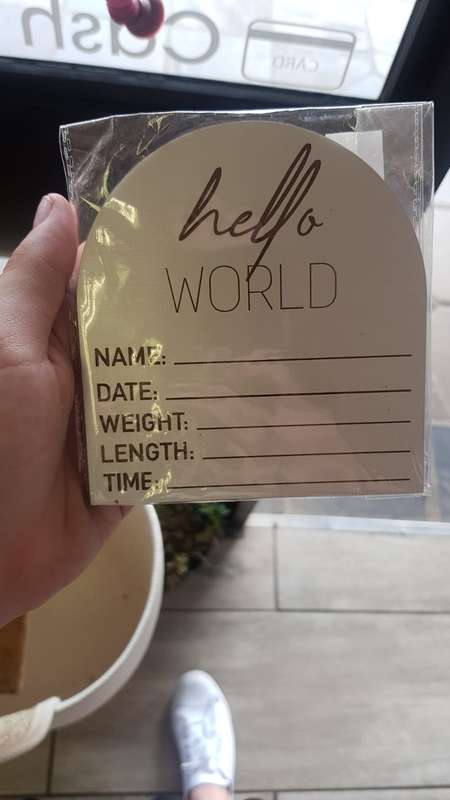 Cash
CARD
hello
WORLD
NAME:
DATE:
WEIGHT:
LENGTH:
TIME: